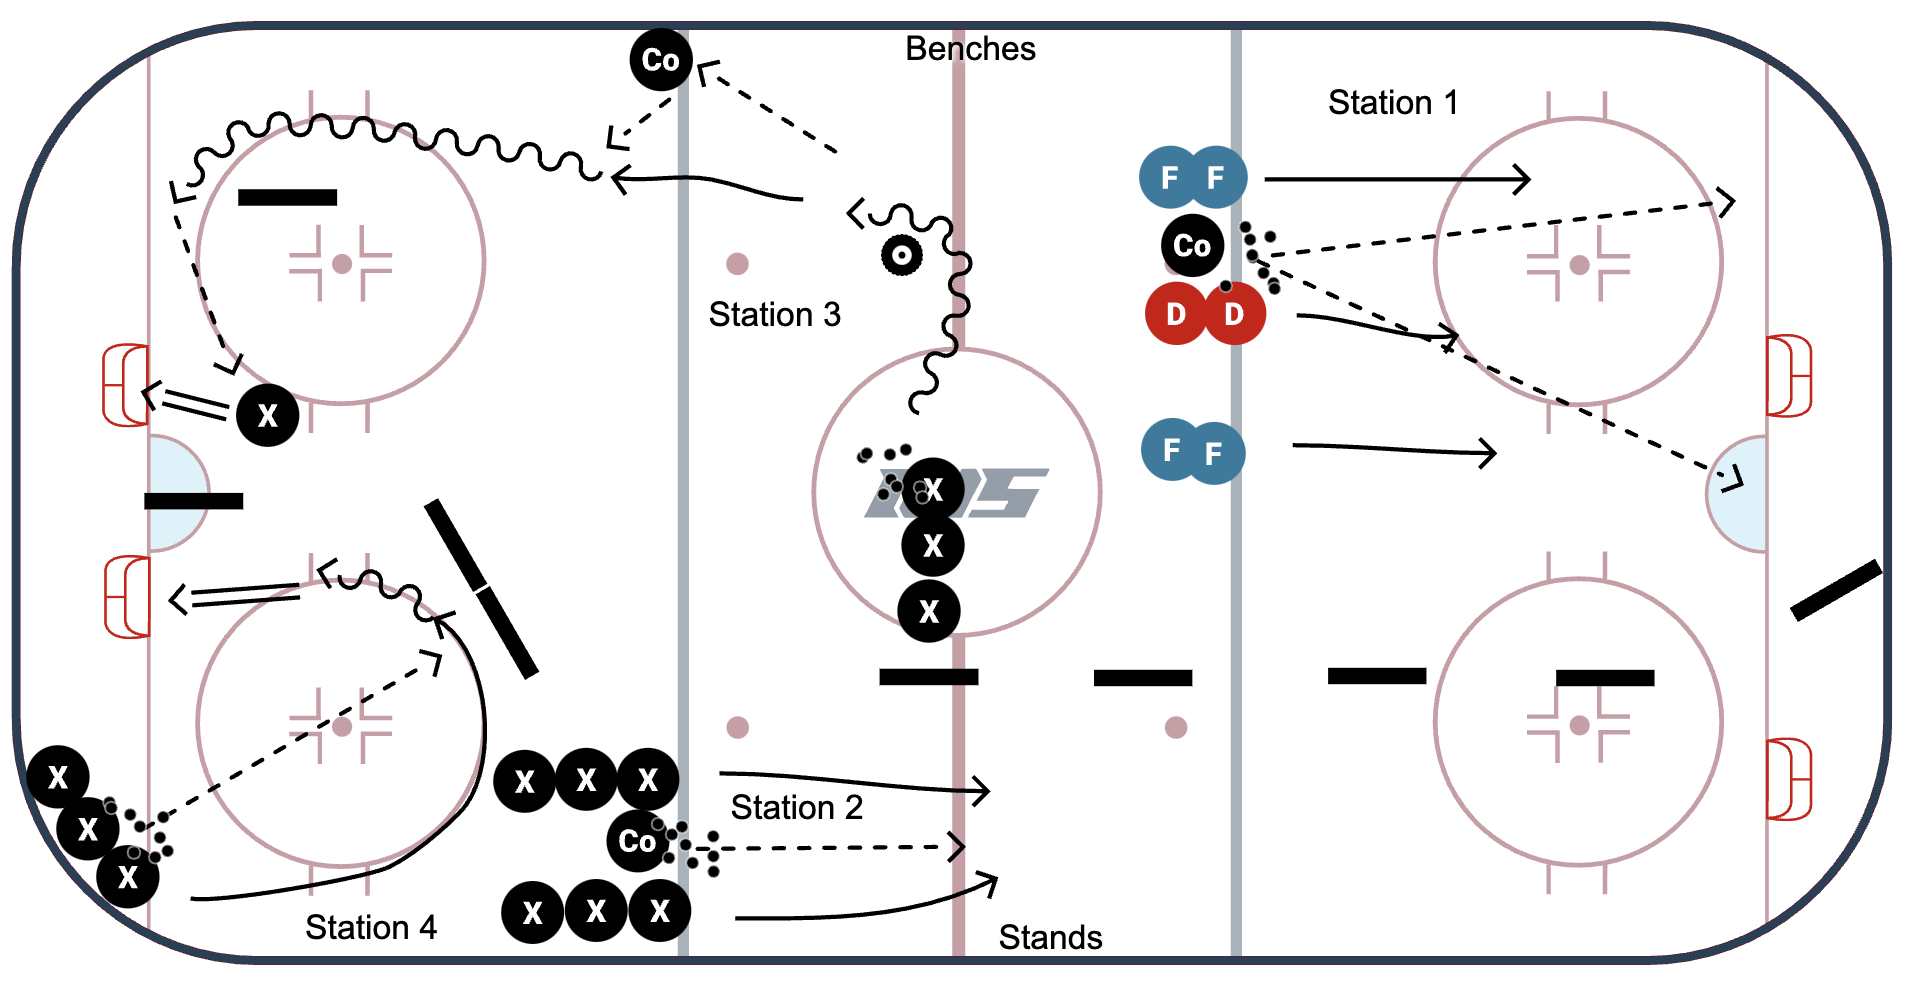 Co
Benches
Station 1
F F
Co
D D
Station 3
F F
X
X
X
X
X
X
X
X X X
Station 2
Co
X X X
Station 4
Stands